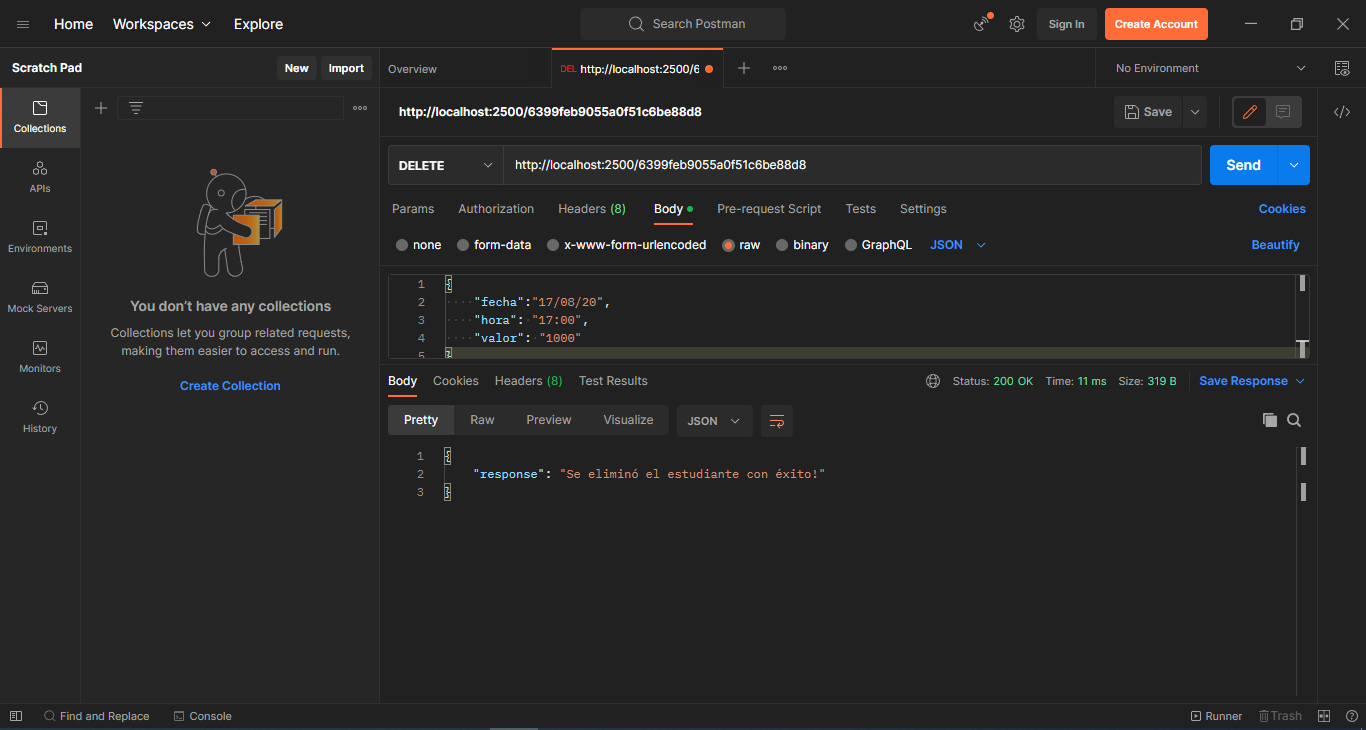 Home Workspaces Explore Search Postman Sign In Create Account
Scratch Pad New Import Overview DEL http://localhost:2500/6 No Environment
Collections
APIs
Environments
Mock Servers
Monitors
History
You don't have any collections
Collections let you group related requests,
making them easier to access and run.
Create Collection
http://localhost:2500/6399feb9055a0f51c6be88d8 Save
DELETE http://localhost:2500/6399feb9055a0f51c6be88d8 Send
Params Authorization Headers (8) Body Pre-request Script Tests Settings Cookies
none form-data x-www-form-urlencoded raw binary GraphQL JSON Beautify
1 {
2 "fecha":"17/08/20",
3 "hora": "17:00",
4 "valor": "1000"
5 }
Body Cookies Headers (8) Test Results Status: 200 OK Time: 11 ms Size: 319 B Save Response
Pretty Raw Preview Visualize JSON
1 {
2 "response": "Se eliminó el estudiante con éxito!"
3 }
Find and Replace Console Runner Trash